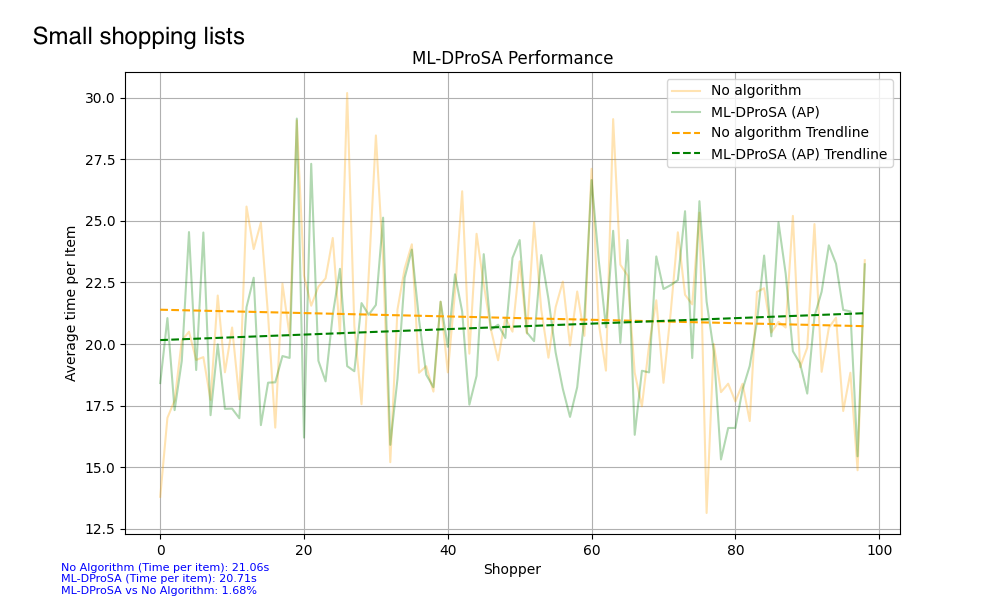 Small shopping lists
ML-DProSA Performance
No algorithm
ML-DProSA (AP)
No algorithm Trendline
ML-DProSA (AP) Trendline
Average time per Item
30.0
27.5
25.0
22.5
20.0
17.5
15.0
12.5
0 20 40 60 80 100
Shopper
No Algorithm (Time per item): 21.06s
ML-DProSA (Time per item): 20.71s
ML-DProSA vs No Algorithm: 1.68%